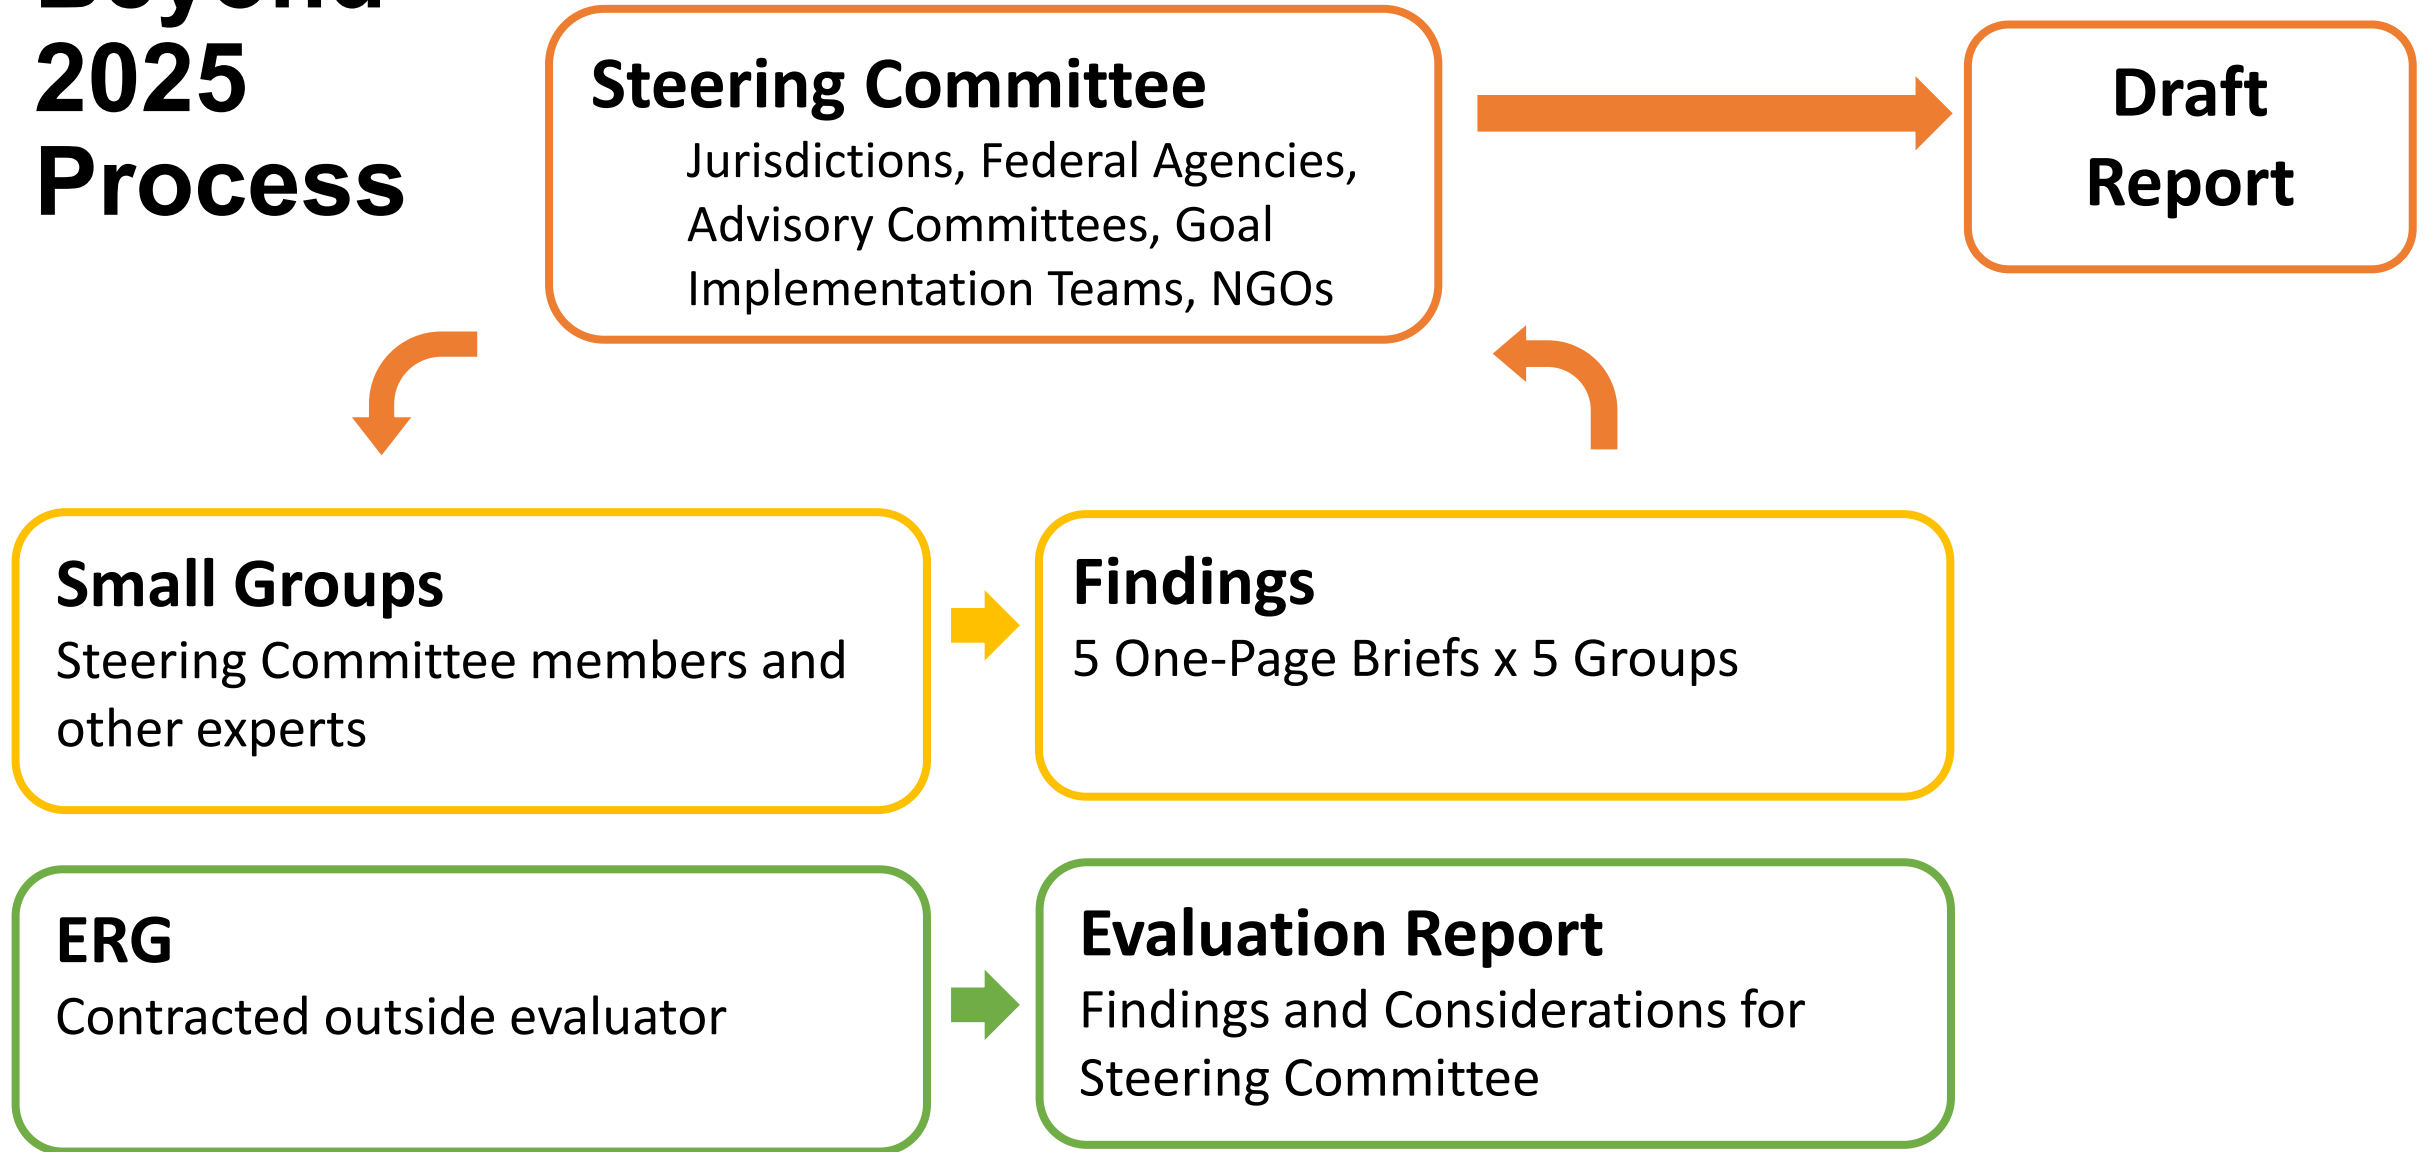 Beyond
2025
Process
Steering Committee
Jurisdictions, Federal Agencies,
Advisory Committees, Goal
Implementation Teams, NGOs
Draft
Report
Small Groups
Steering Committee members and
other experts
Findings
5 One-Page Briefs x 5 Groups
ERG
Contracted outside evaluator
Evaluation Report
Findings and Considerations for
Steering Committee